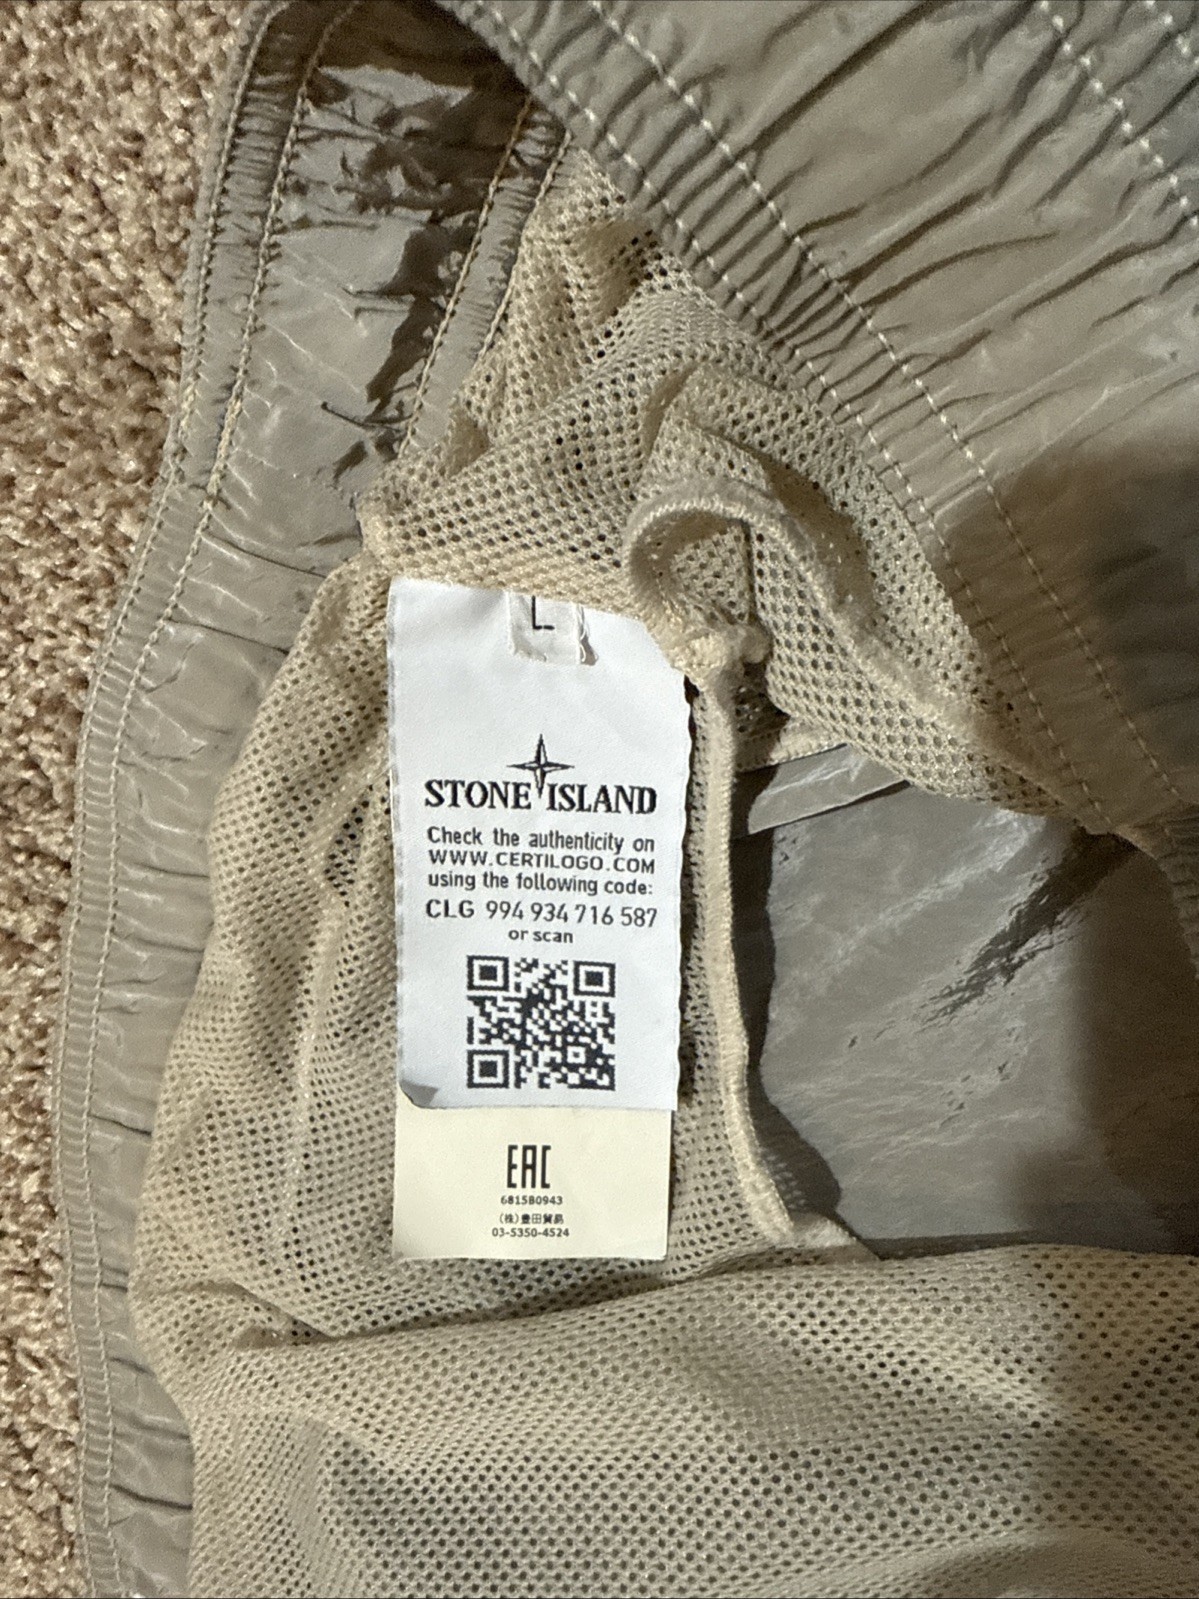 L
STONE ISLAND
Check the authenticity on
WWW.CERTILOGO.COM
using the following code:
CLG 994 934 716 587
or scan
EAC
6815B0943
(株)豊田貿易
03-5350-4524